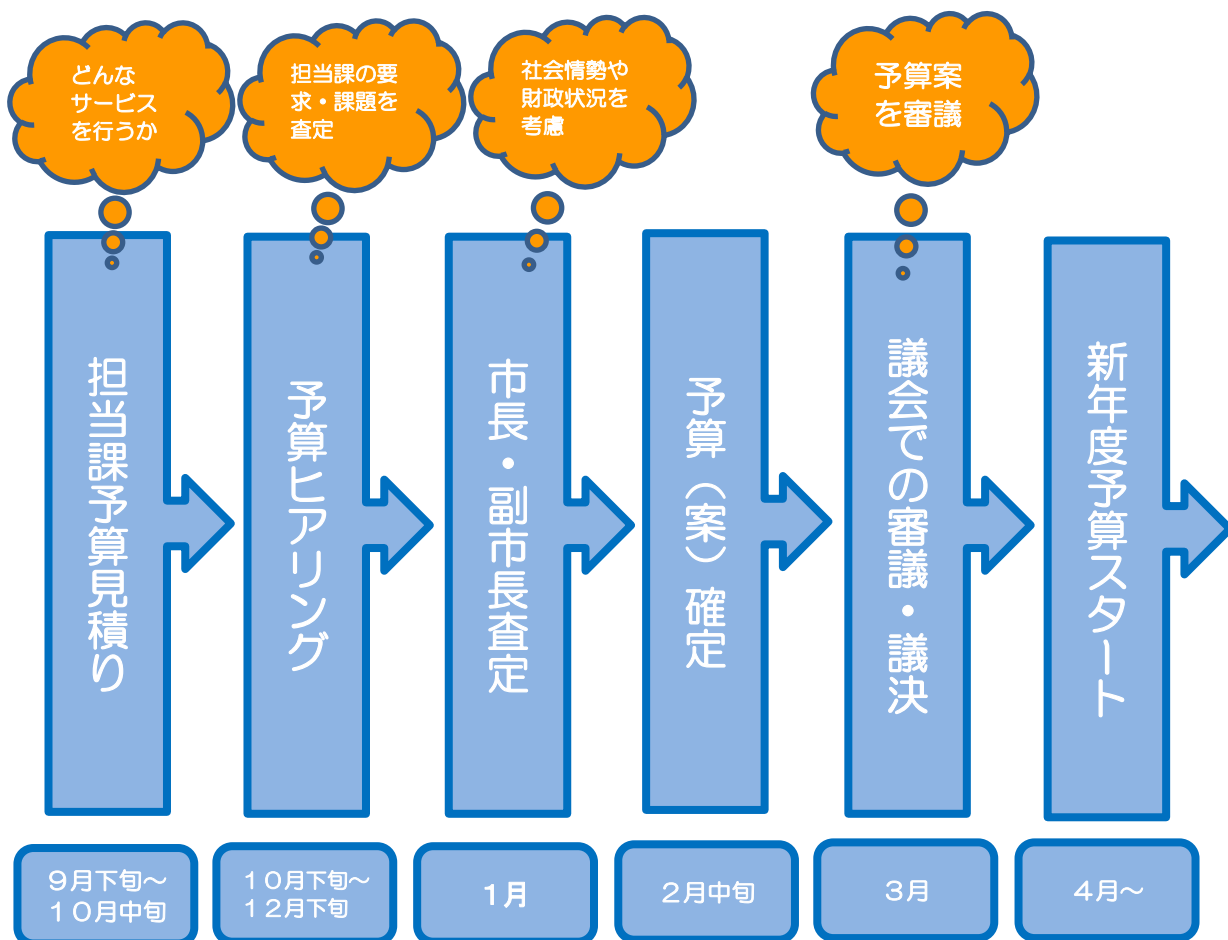 どんな
サービス
を行うか
担当課の要
求・課題を
査定
社会情勢や
財政状況を
考慮
予算案
を審議
担当課予算見積り
予算ヒアリング
市長・副市長査定
予算（案）確定
議会での審議・議決
新年度予算スタート
９月下旬～
１０月中旬
１０月下旬～
１２月下旬
１月
２月中旬
３月
４月～